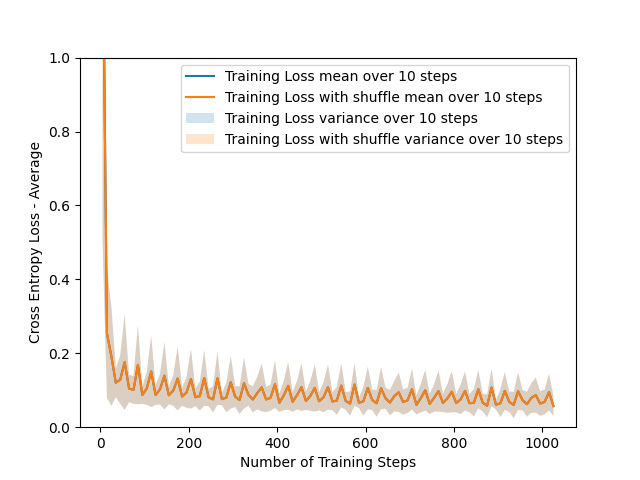 Training Loss mean over 10 steps
Training Loss with shuffle mean over 10 steps
Training Loss variance over 10 steps
Training Loss with shuffle variance over 10 steps
Cross Entropy Loss - Average
1.0
0.8
0.6
0.4
0.2
0.0
0 200 400 600 800 1000
Number of Training Steps